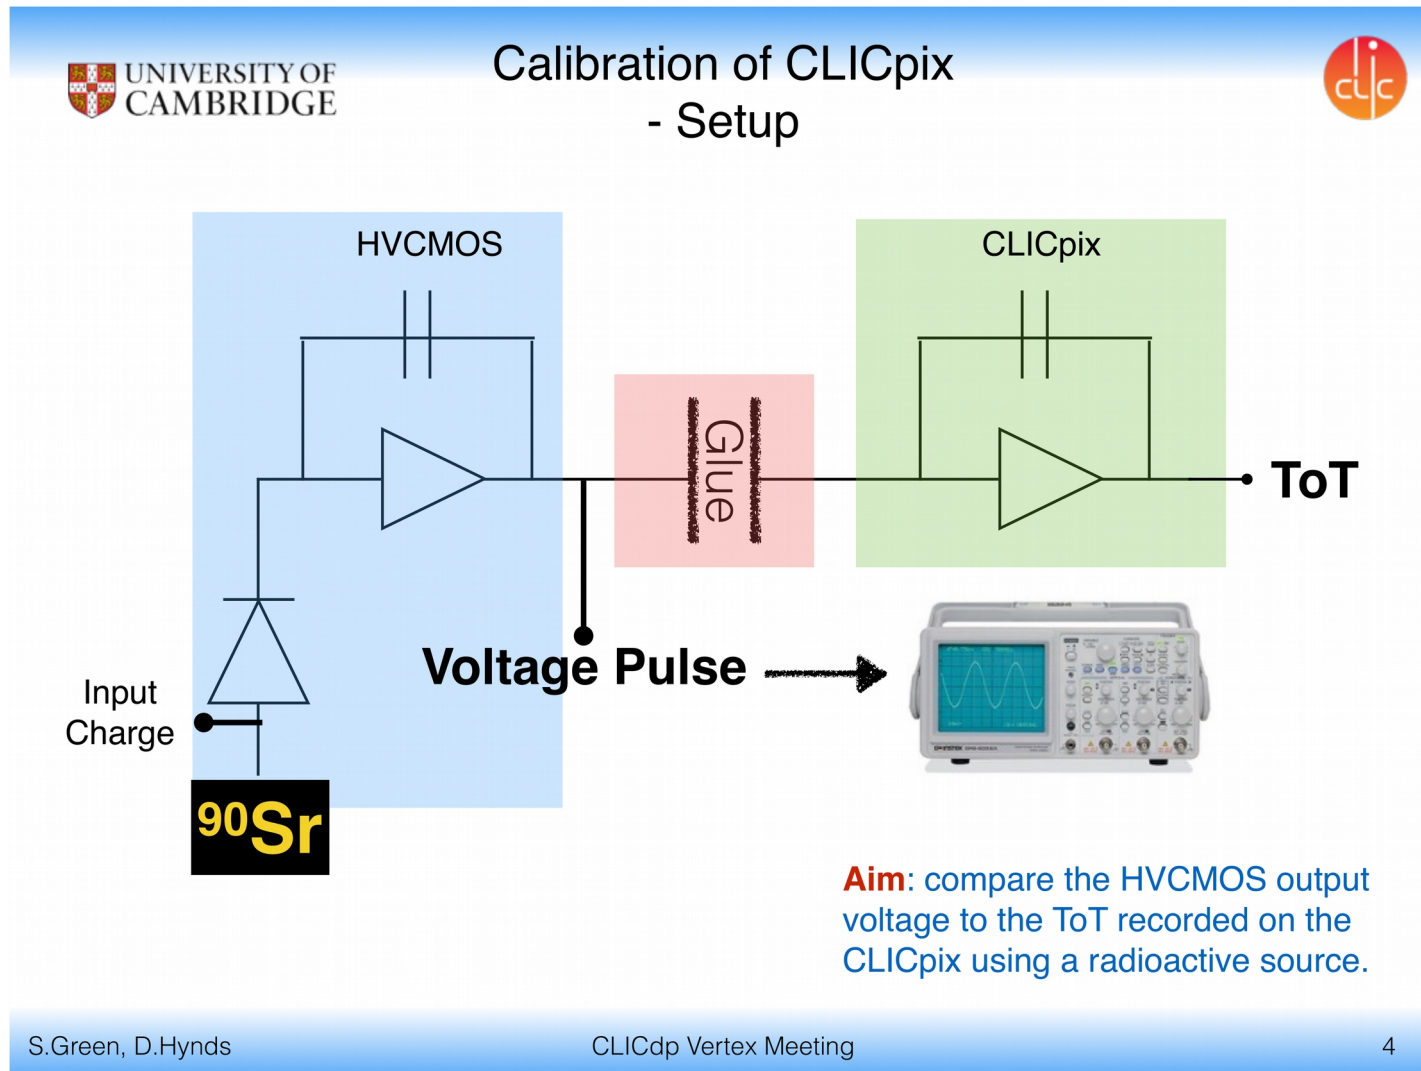 UNIVERSITY OF
CAMBRIDGE
Calibration of CLICpix
- Setup
clic
HVCMOS
CLICpix
Glue
ToT
Voltage Pulse
Input
Charge
90Sr
Aim: compare the HVCMOS output
voltage to the ToT recorded on the
CLICpix using a radioactive source.
S.Green, D.Hynds
CLICdp Vertex Meeting
4